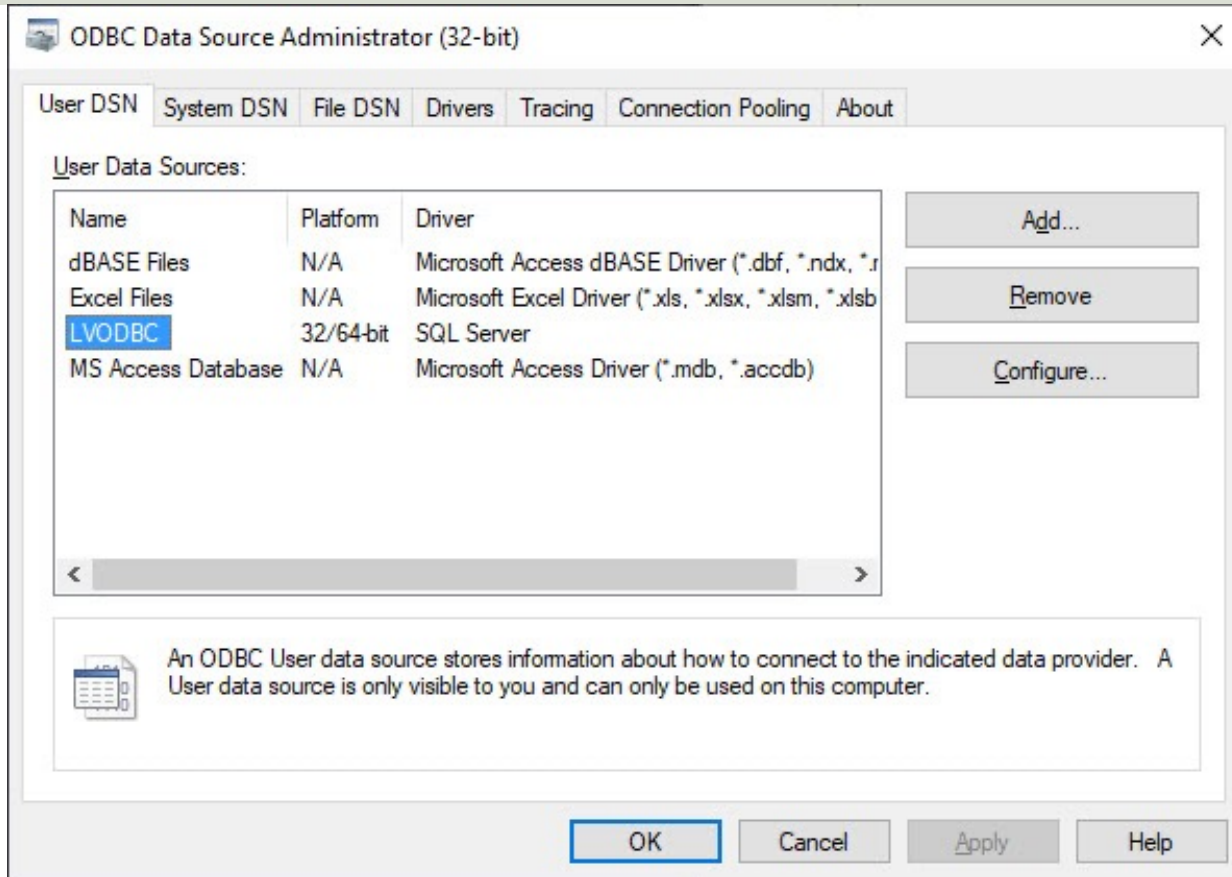 ODBC Data Source Administrator (32-bit)
User DSN System DSN File DSN Drivers Tracing Connection Pooling About
User Data Sources:
Name Platform Driver
dBASE Files N/A Microsoft Access dBASE Driver (*.dbf, *.ndx, *.r
Excel Files N/A Microsoft Excel Driver (*.xls, *.xlsx, *.xlsm, *.xlsb
LVODBC 32/64-bit SQL Server
MS Access Database N/A Microsoft Access Driver (*.mdb, *.accdb)
Add...
Remove
Configure...
An ODBC User data source stores information about how to connect to the indicated data provider. A
User data source is only visible to you and can only be used on this computer.
OK Cancel Apply Help